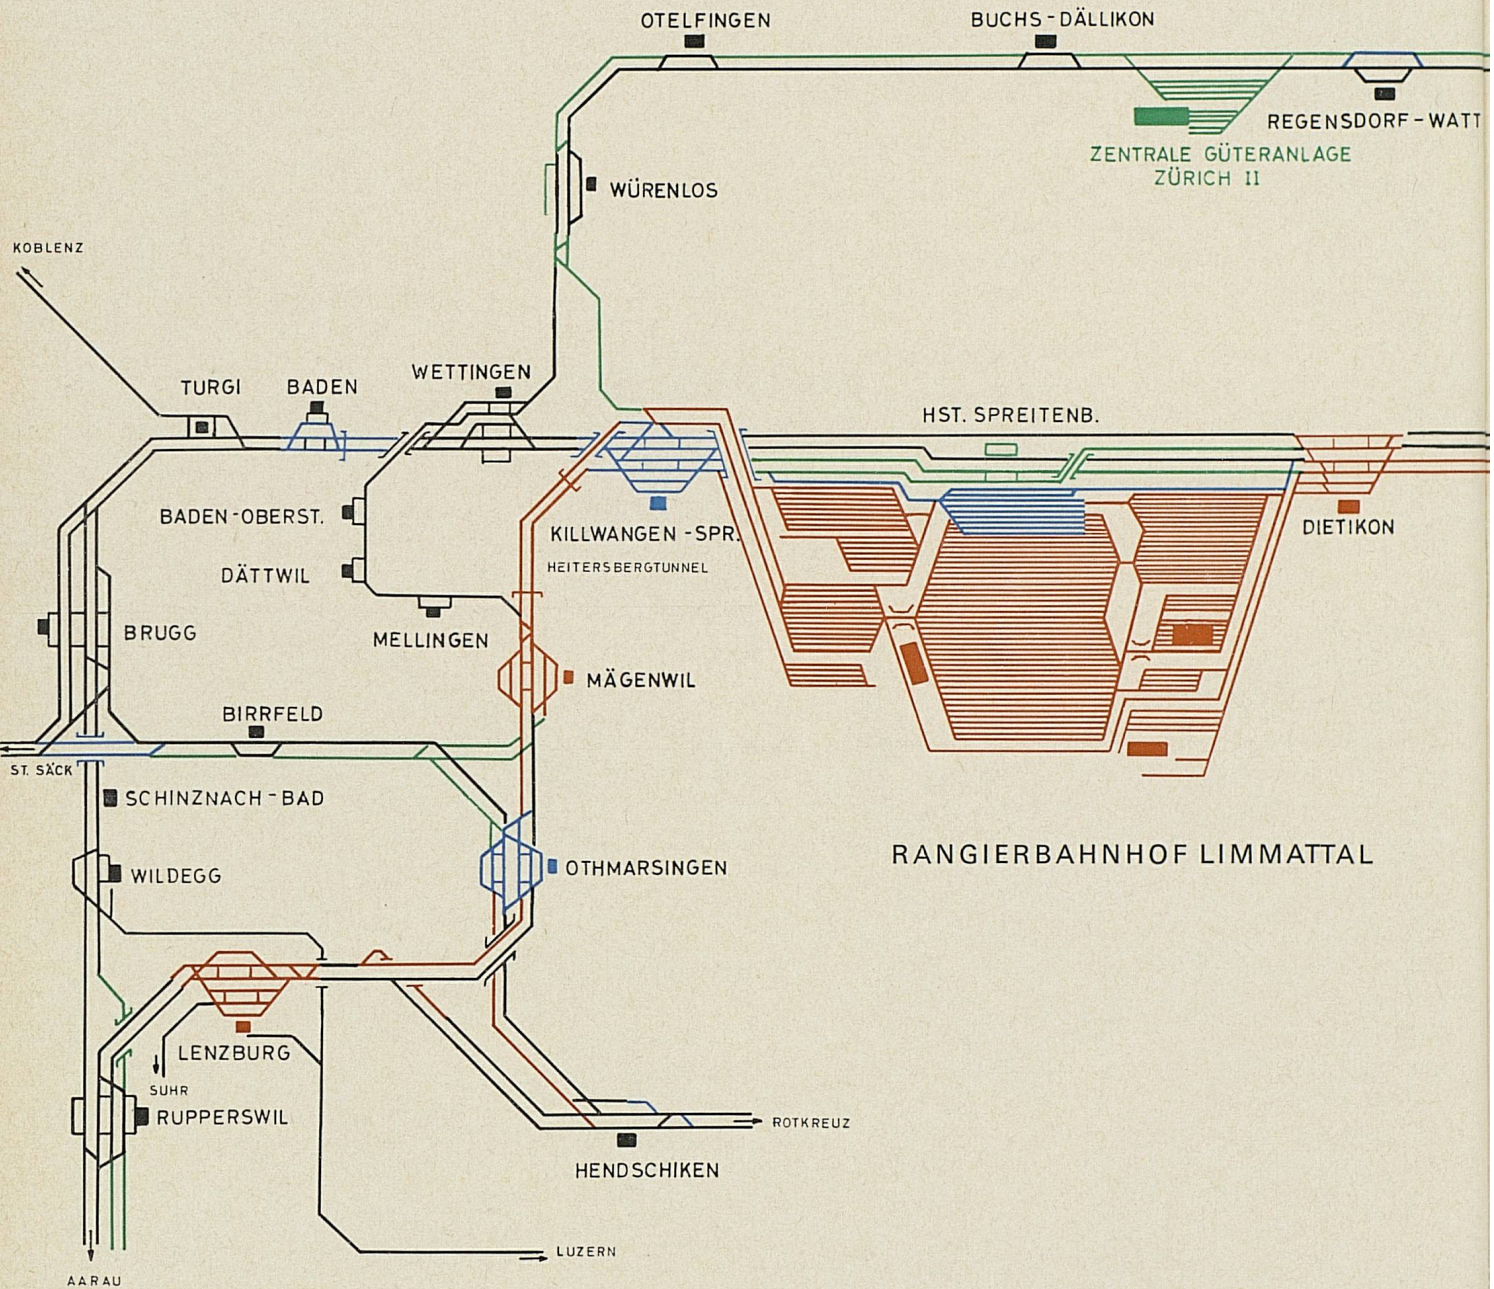 OTELFINGEN
BUCHS-DÄLLIKON
REGENSDORF-WATT
ZENTRALE GÜTERANLAGE
ZÜRICH II
WÜRENLOS
KOBLENZ
TURGI
BADEN
WETTINGEN
HST. SPREITENB.
BADEN-OBERST.
KILLWANGEN-SPR.
DIETIKON
HEITERSBERGTUNNEL
DÄTTWIL
BRUGG
MELLINGEN
MÄGENWIL
BIRRFELD
ST. SÄCK
SCHINZNACH-BAD
RANGIERBAHNHOF LIMMATTAL
OTHMARSINGEN
WILDEGG
LENZBURG
SUHR
RUPPERSWIL
ROTKREUZ
HENDSCHIKEN
LUZERN
AARAU